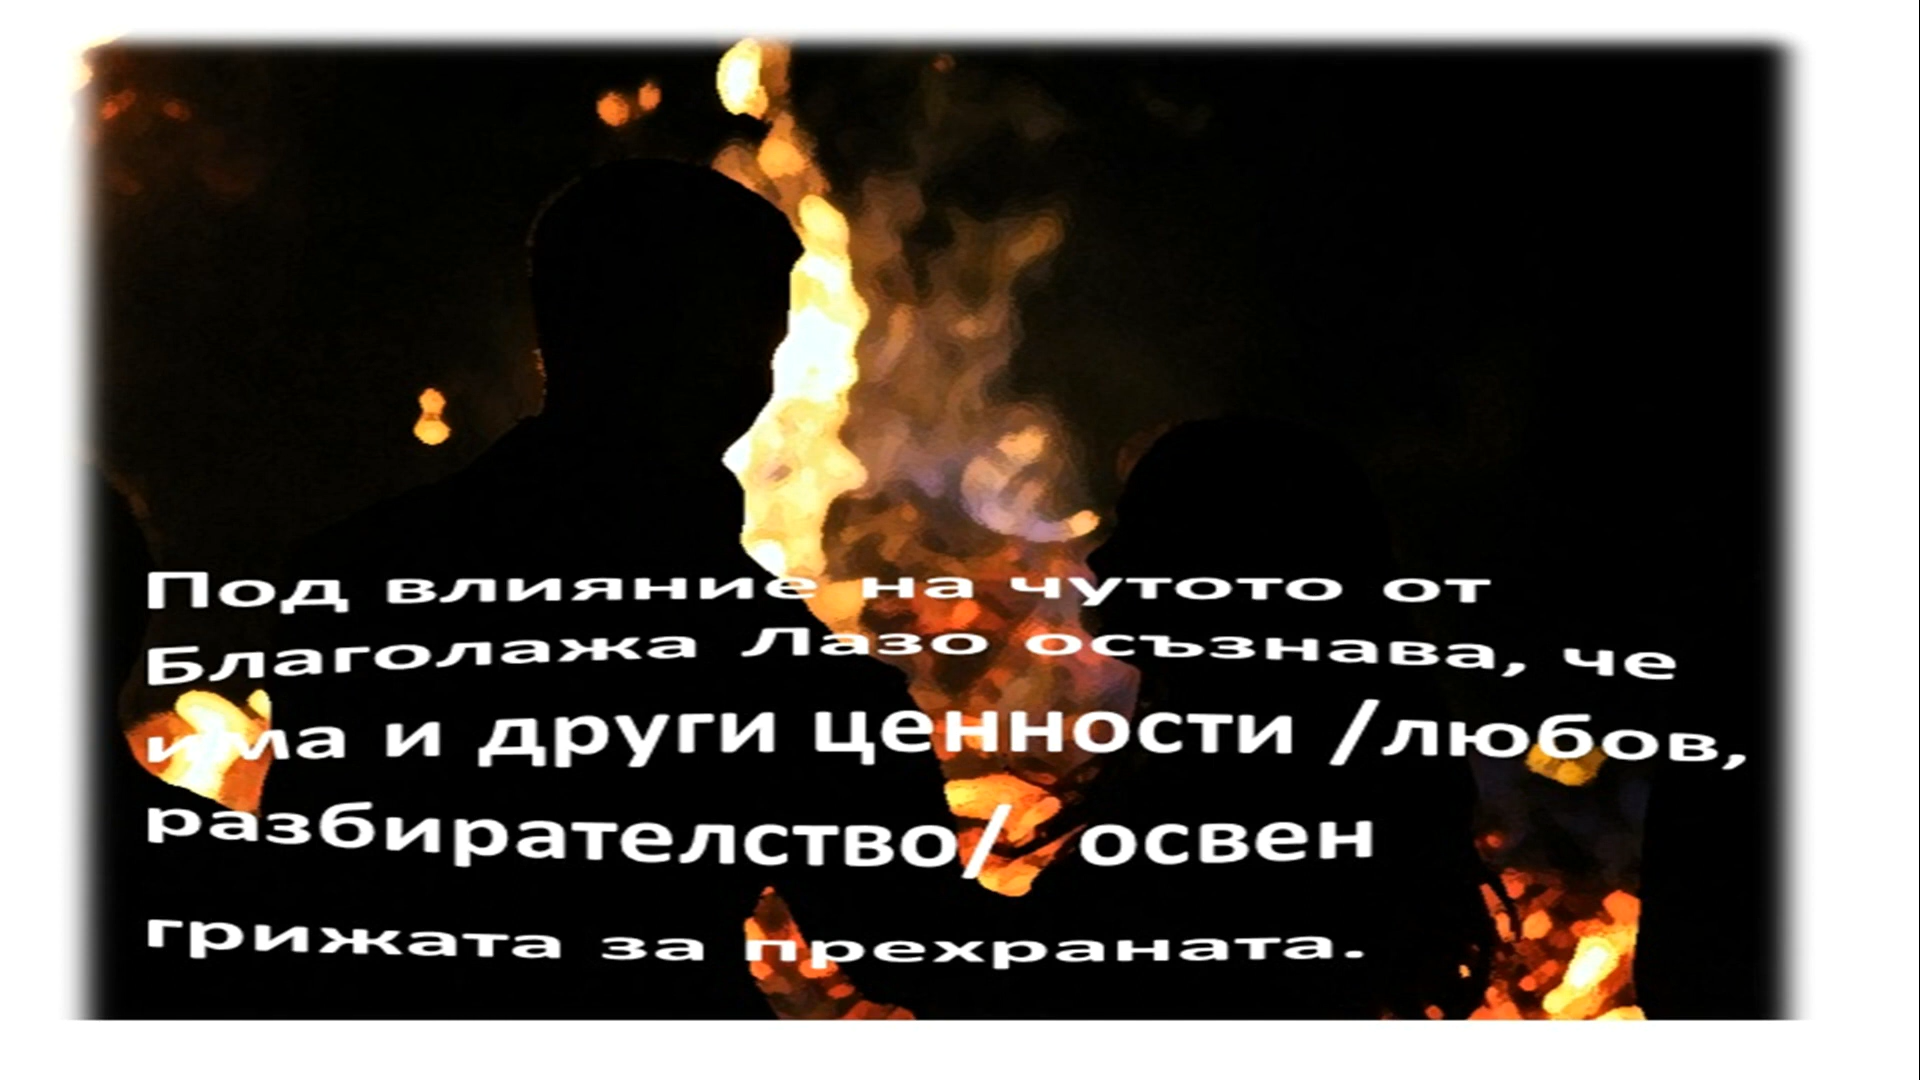 Под влияние на чутото от
Благолажа Лазо осъзнава, че
има и други ценности /любов,
разбирателство/ освен
грижата за прехраната.